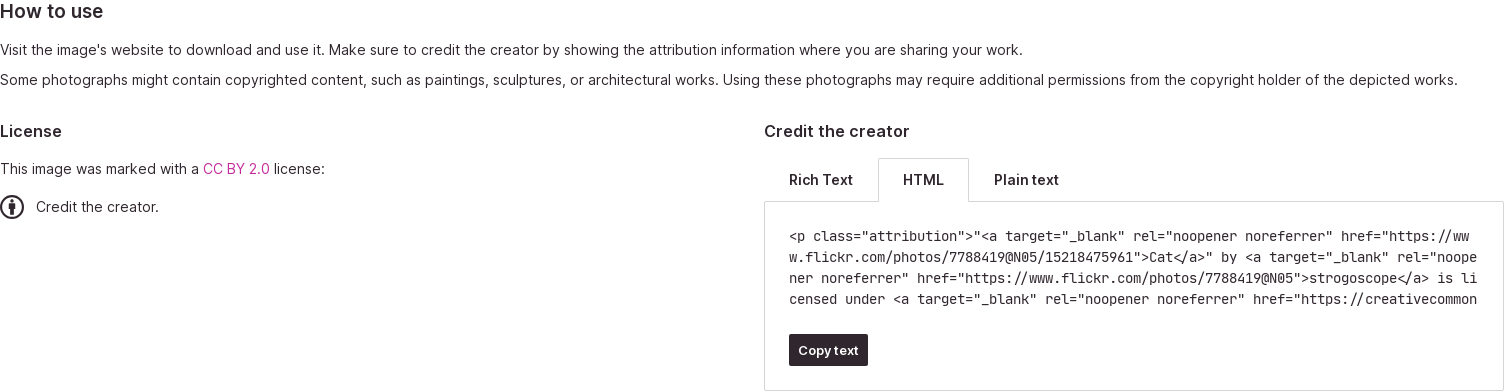 How to use
Visit the image's website to download and use it. Make sure to credit the creator by showing the attribution information where you are sharing your work.
Some photographs might contain copyrighted content, such as paintings, sculptures, or architectural works. Using these photographs may require additional permissions from the copyright holder of the depicted works.
License
This image was marked with a CC BY 2.0 license:
Credit the creator.
Credit the creator
Rich Text HTML Plain text
<p class="attribution">"<a target="_blank" rel="noopener noreferrer" href="https://ww
w.flickr.com/photos/7788419@N05/15218475961">Cat</a>" by <a target="_blank" rel="noope
ner noreferrer" href="https://www.flickr.com/photos/7788419@N05">strogoscope</a> is li
censed under <a target="_blank" rel="noopener noreferrer" href="https://creativecommon
Copy text